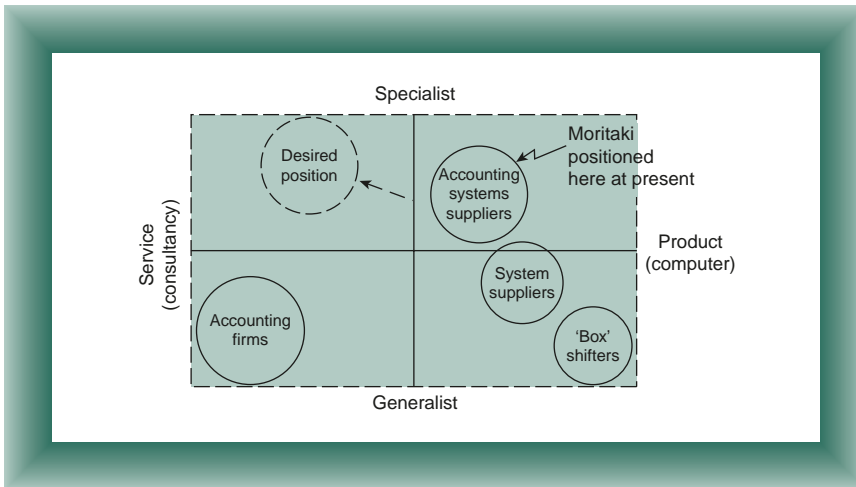 Specialist
Desired
position
Accounting
systems
suppliers
Moritaki
positioned
here at present
Service
(consultancy)
Product
(computer)
System
suppliers
Accounting
firms
‘Box’
shifters
Generalist